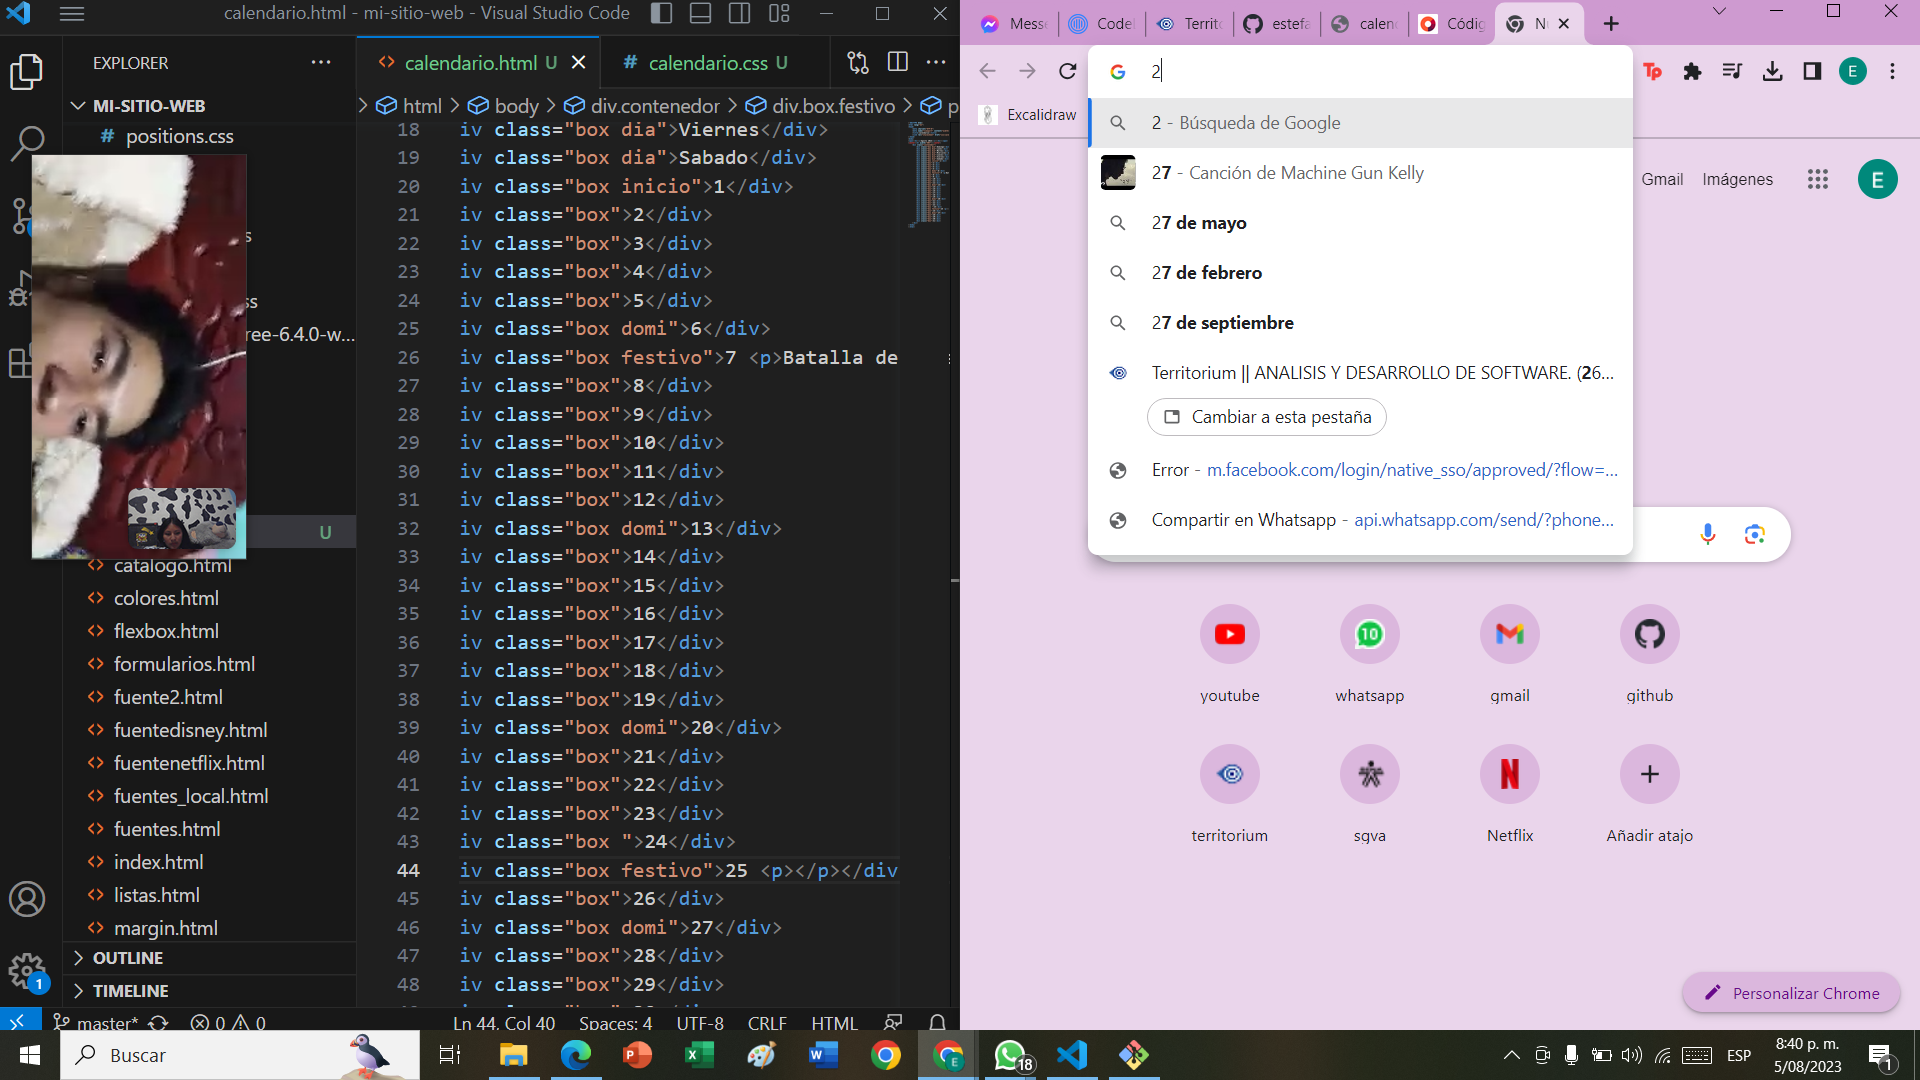 calendario.html - mi-sitio-web - Visual Studio Code
EXPLORER
calendario.html U
# calendario.css U
MI-SITIO-WEB
html > body > div.contenedor > div.box.festivo > p
# positions.css
s
ss
ree-6.4.0-w...
U
catalogo.html
colores.html
flexbox.html
formularios.html
fuente2.html
fuentedisney.html
fuentenetflix.html
fuentes_local.html
fuentes.html
index.html
listas.html
margin.html
OUTLINE
TIMELINE
1
18 iv class="box dia">Viernes</div>
19 iv class="box dia">Sabado</div>
20 iv class="box inicio">1</div>
21 iv class="box">2</div>
22 iv class="box">3</div>
23 iv class="box">4</div>
24 iv class="box">5</div>
25 iv class="box domi">6</div>
26 iv class="box festivo">7 <p>Batalla de
27 iv class="box">8</div>
28 iv class="box">9</div>
29 iv class="box">10</div>
30 iv class="box">11</div>
31 iv class="box">12</div>
32 iv class="box domi">13</div>
33 iv class="box">14</div>
34 iv class="box">15</div>
35 iv class="box">16</div>
36 iv class="box">17</div>
37 iv class="box">18</div>
38 iv class="box">19</div>
39 iv class="box domi">20</div>
40 iv class="box">21</div>
41 iv class="box">22</div>
42 iv class="box">23</div>
43 iv class="box ">24</div>
44 iv class="box festivo">25 <p></p></div
45 iv class="box">26</div>
46 iv class="box domi">27</div>
47 iv class="box">28</div>
48 iv class="box">29</div>
master* 0 0 Ln 44, Col 40 Spaces: 4 UTF-8 CRLF HTML
Messe Code Territo estefa calend Códig Nu
2
Tp E
Excalidraw
2 - Búsqueda de Google
27 - Canción de Machine Gun Kelly
27 de mayo
27 de febrero
27 de septiembre
Territorium || ANALISIS Y DESARROLLO DE SOFTWARE. (26...
Cambiar a esta pestaña
Error - m.facebook.com/login/native_sso/approved/?flow=...
Compartir en Whatsapp - api.whatsapp.com/send/?phone...
Gmail Imágenes E
10
youtube whatsapp gmail github
N
territorium sgva Netflix Añadir atajo
Personalizar Chrome
Buscar
18
ESP
8:40 p. m.
5/08/2023
1